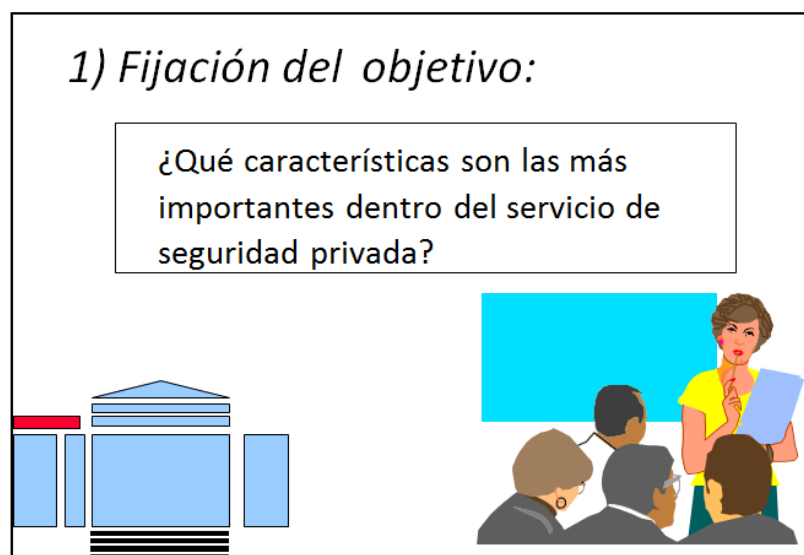 1) Fijación del objetivo:
¿Qué características son las más
importantes dentro del servicio de
seguridad privada?